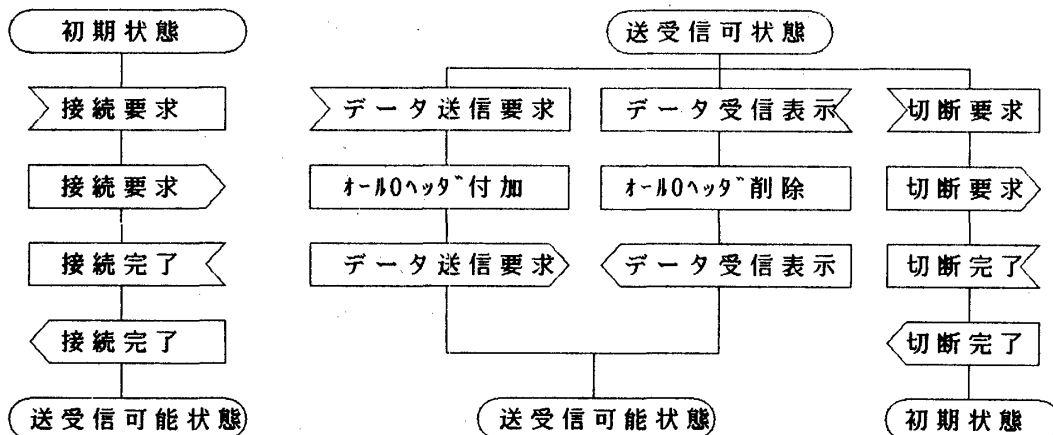 初期状態
接続要求
接続要求
接続完了
接続完了
送受信可能状態
送受信可状態
データ送信要求
オール0ヘッダ付加
データ送信要求
データ受信表示
オール0ヘッダ削除
データ受信表示
送受信可能状態
切断要求
切断要求
切断完了
切断完了
初期状態